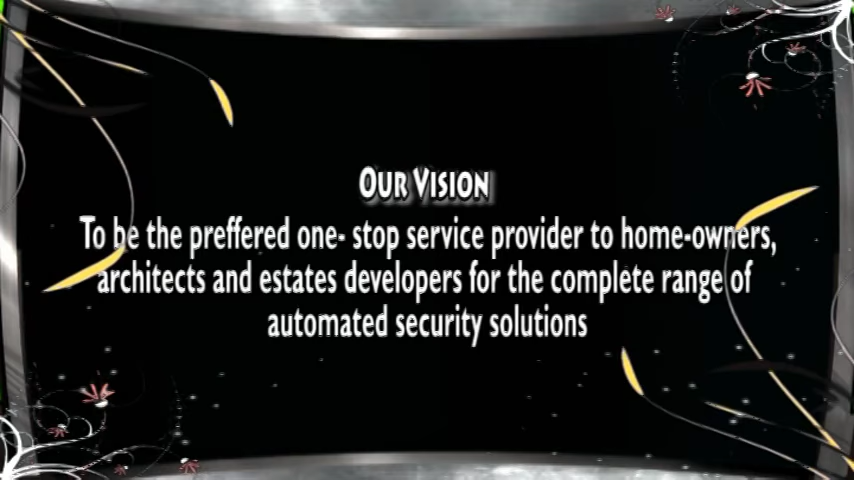 Our Vision
To be the preffered one- stop service provider to home-owners,
architects and estates developers for the complete range of
automated security solutions